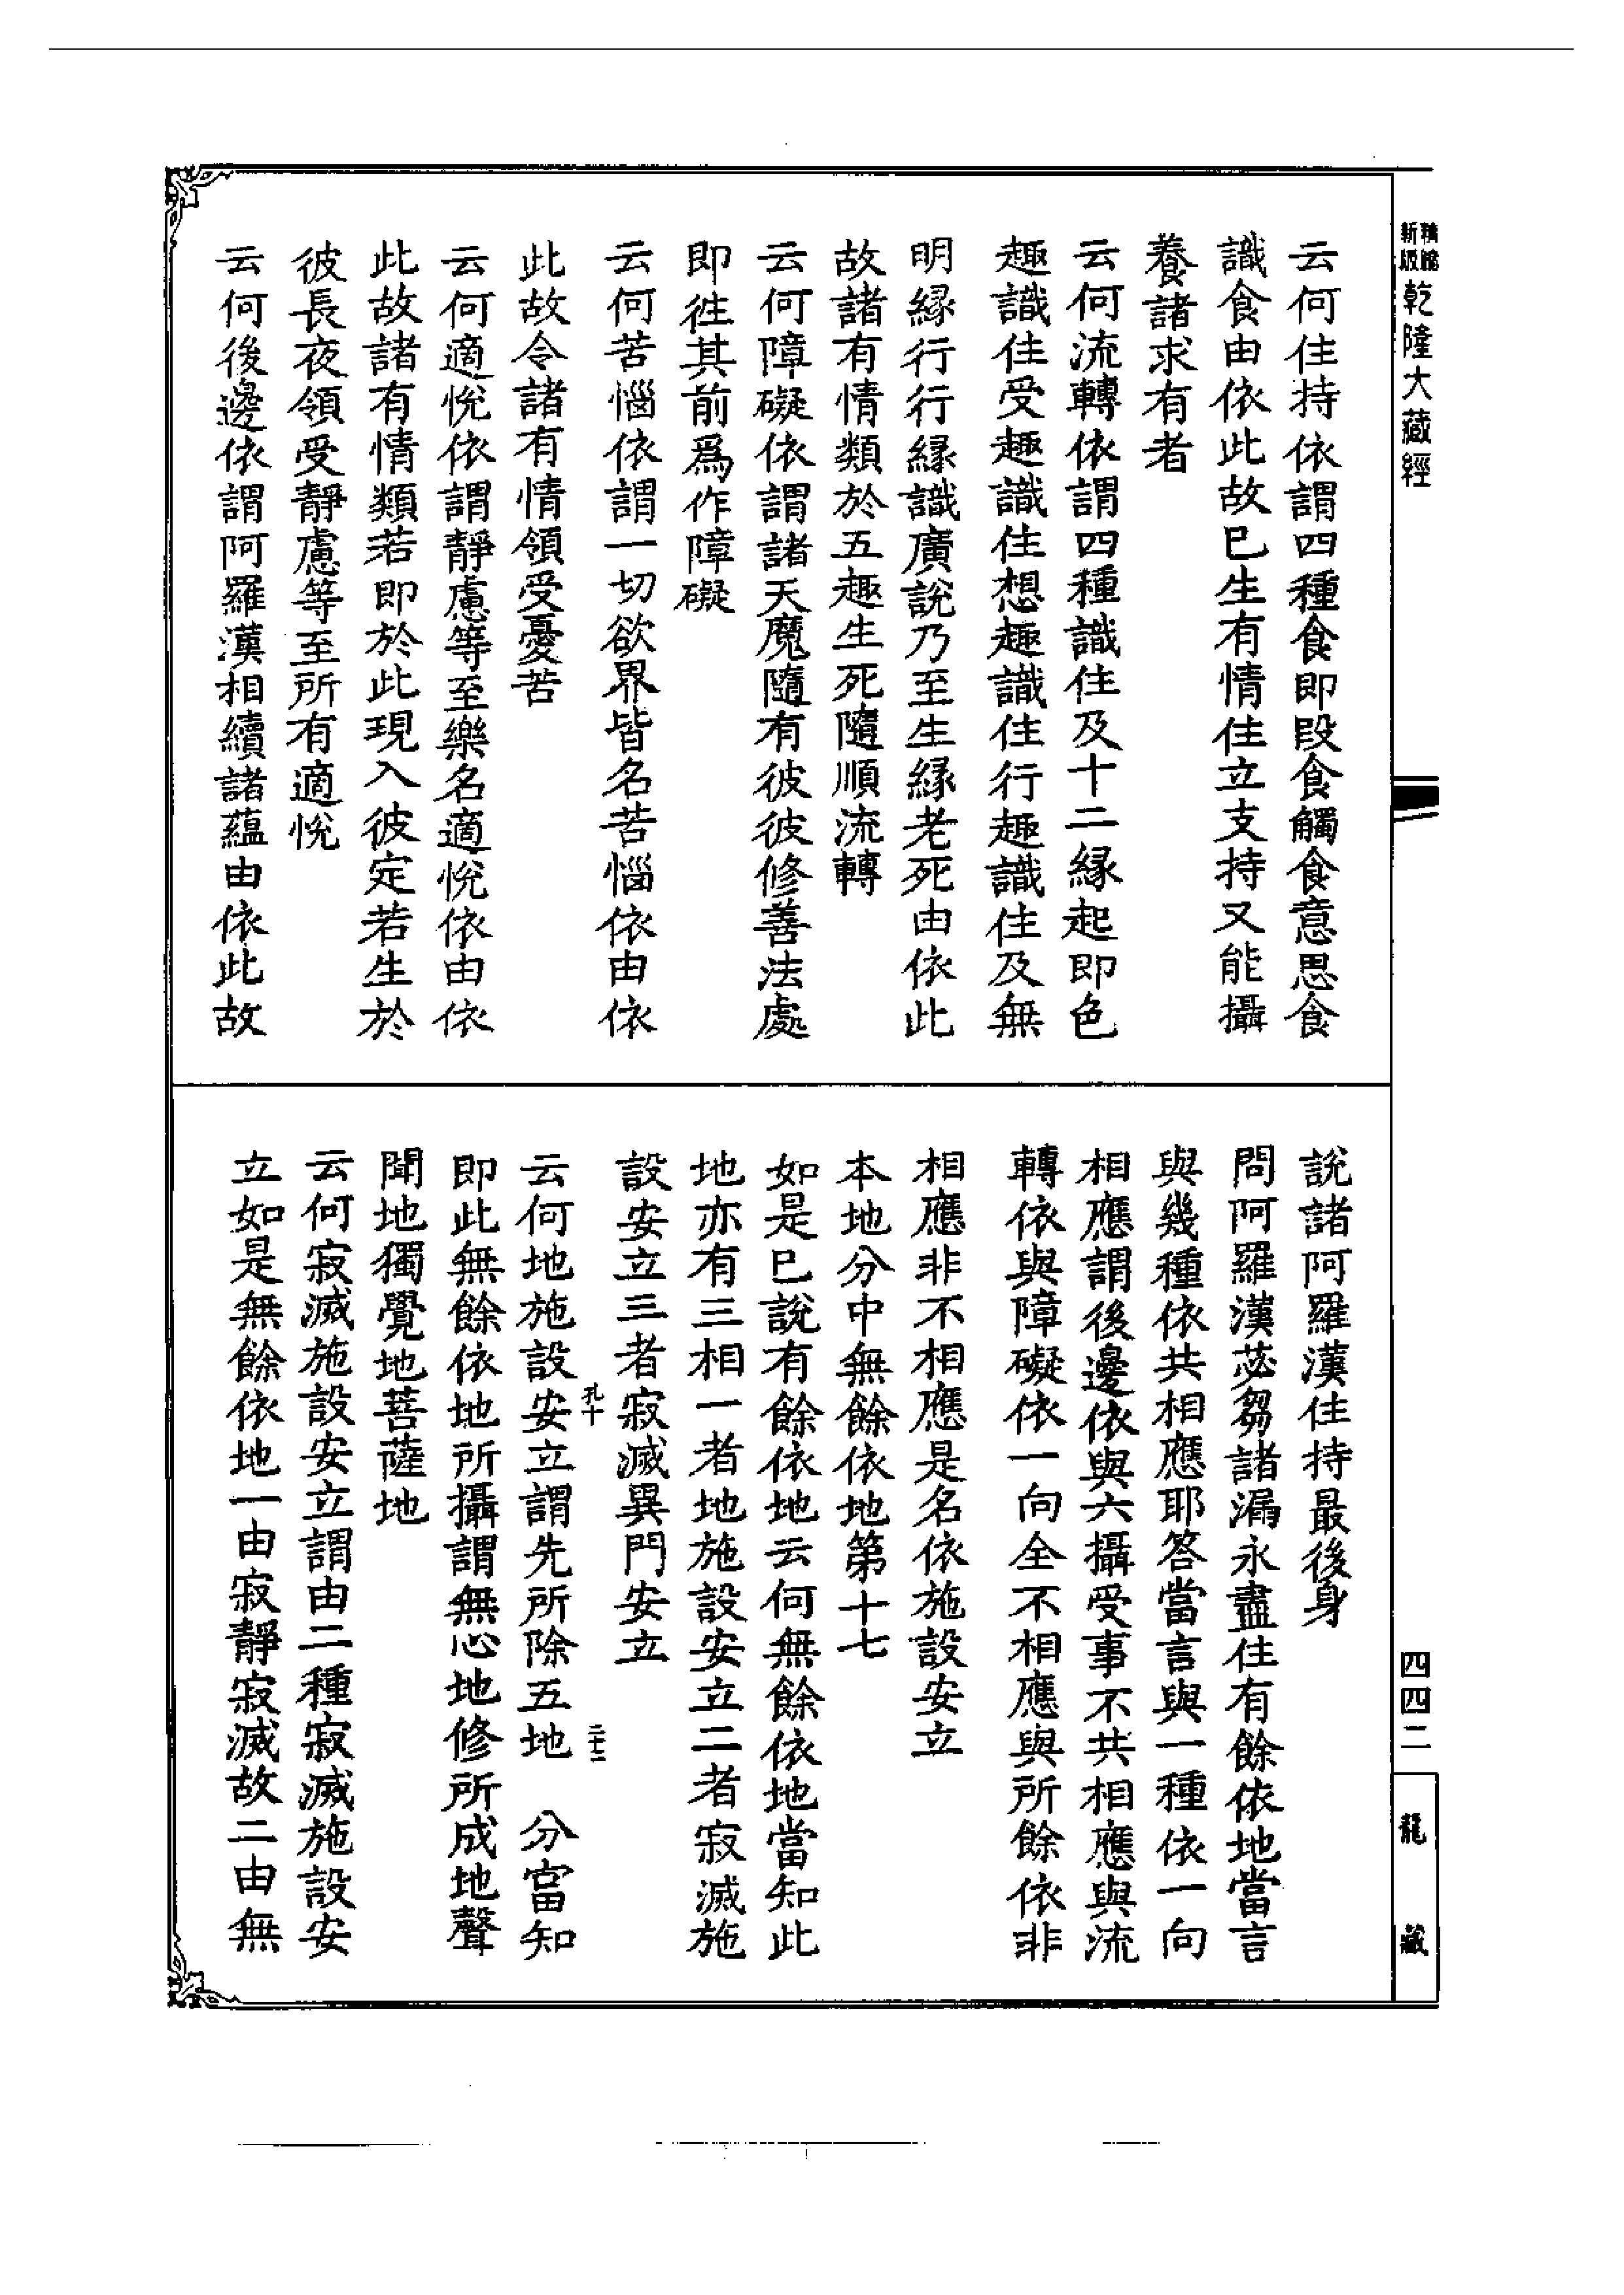 精縮
新版
乾隆大藏經
云何住持依謂四種食即段食觸食意思食
識食由依此故已生有情住立支持又能攝
養諸求有者
云何流轉依謂四種識住及十二緣起即色
趣識住受趣識住想趣識住行趣識住及無
明緣行行緣識廣說乃至生緣老死由依此
故諸有情類於五趣生死隨順流轉
云何障礙依謂諸天魔隨有彼彼修善法處
即往其前爲作障礙
云何苦惱依謂一切欲界皆名苦惱依由依
此故令諸有情領受憂苦
云何適悅依謂靜慮等至樂名適悅依由依
此故諸有情類若即於此現入彼定若生於
彼長夜領受靜慮等至所有適悅
云何後邊依謂阿羅漢相續諸蘊由依此故
說諸阿羅漢住持最後身
問阿羅漢苾芻諸漏永盡住有餘依地當言
與幾種依共相應耶答當言與一種依一向
相應謂後邊依與六攝受事不共相應與流
轉依與障礙依一向全不相應與所餘依非
相應非不相應是名依施設安立
本地分中無餘依地第十七
如是已說有餘依地云何無餘依地當知此
地亦有三相一者地施設安立二者寂滅施
設安立三者寂滅異門安立
孔十
二十二
云何地施設安立謂先所除五地 分當知
即此無餘依地所攝謂無心地修所成地聲
聞地獨覺地菩薩地
云何寂滅施設安立謂由二種寂滅施設安
立如是無餘依地一由寂靜寂滅故二由無
四四二
龍藏